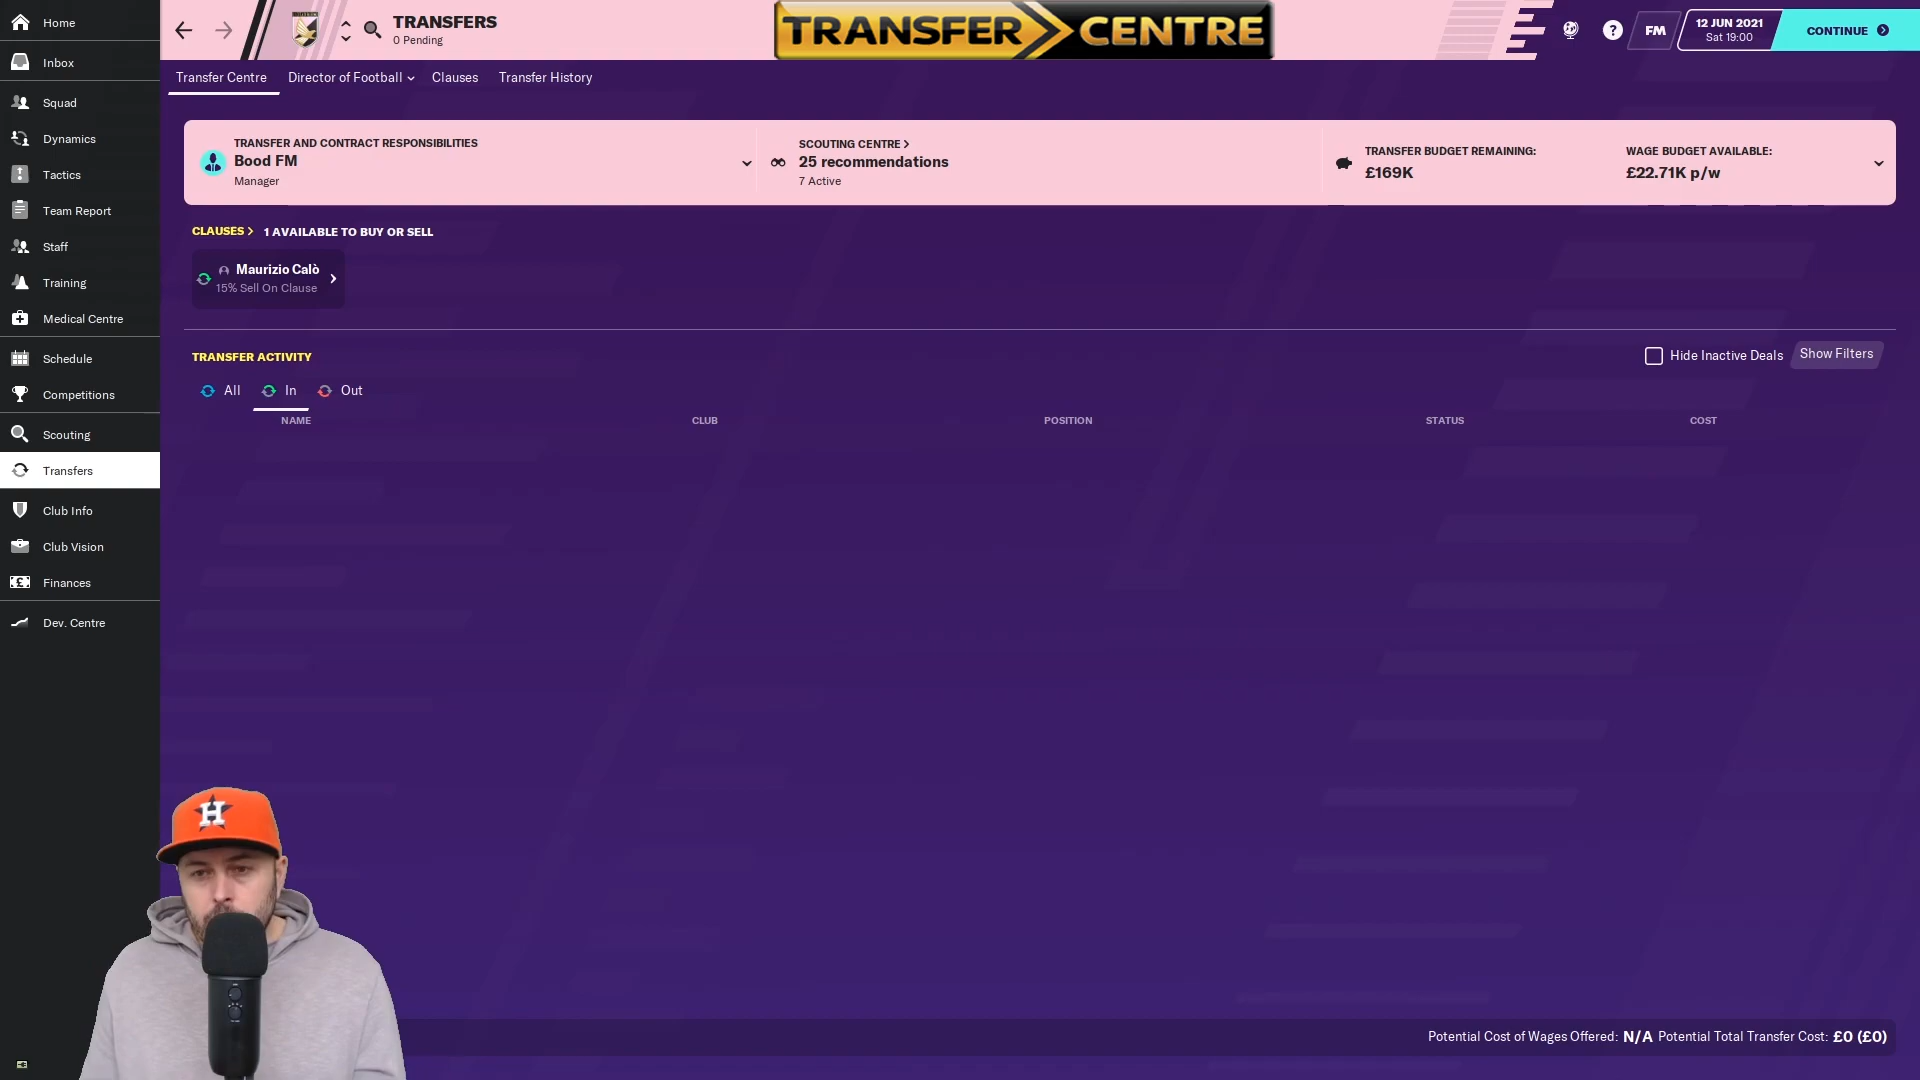 Home
Inbox
Squad
Dynamics
Tactics
Team Report
Staff
Training
Medical Centre
Schedule
Competitions
Scouting
Transfers
Club Info
Club Vision
Finances
Dev. Centre
TRANSFERS
0 Pending
TRANSFER CENTRE
?
FM
12 JUN 2021
Sat 19:00
CONTINUE
Transfer Centre Director of Football Clauses Transfer History
TRANSFER AND CONTRACT RESPONSIBILITIES
Bood FM
Manager
SCOUTING CENTRE >
25 recommendations
7 Active
TRANSFER BUDGET REMAINING:
£169K
WAGE BUDGET AVAILABLE:
£22.71K p/w
CLAUSES > 1 AVAILABLE TO BUY OR SELL
Maurizio Calò
15% Sell On Clause
TRANSFER ACTIVITY
Hide Inactive Deals Show Filters
All In Out
NAME CLUB POSITION STATUS COST
H
Potential Cost of Wages Offered: N/A Potential Total Transfer Cost: £0 (£0)